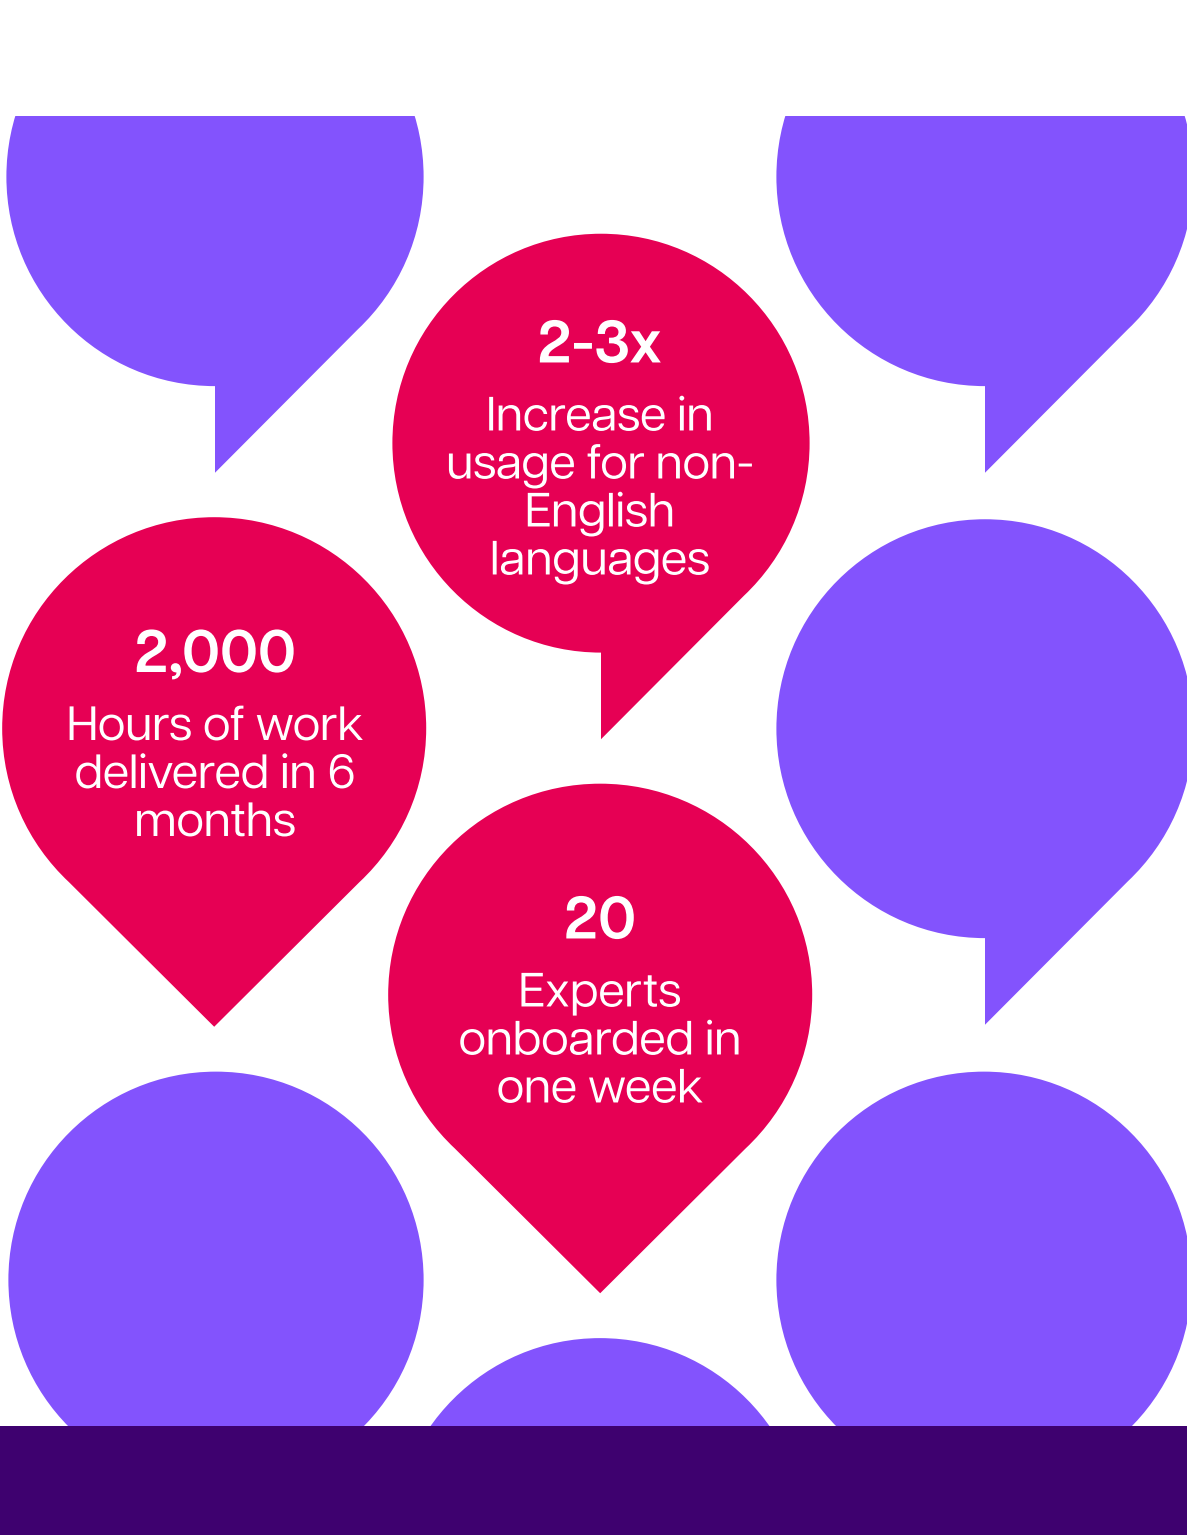 2-3x
Increase in
usage for non-
English
languages
2,000
Hours of work
delivered in 6
months
20
Experts
onboarded in
one week